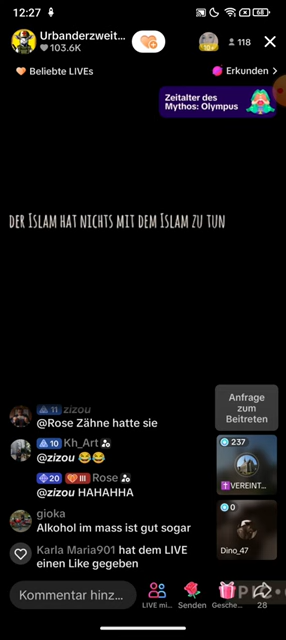 12:27
68
Urbanderzweit...
103.6K
118
Beliebte LIVEs
Erkunden >
Zeitalter des
Mythos: Olympus
DER ISLAM HAT NICHTS MIT DEM ISLAM ZU TUN
11 zizou
@Rose Zähne hatte sie
10 Kh_Art
@zizou 😂😂
20 III Rose
@zizou HAHAHHA
gioka
Alkohol im mass ist gut sogar
Karla Maria901 hat dem LIVE
einen Like gegeben
Anfrage
zum
Beitreten
237
VEREINT...
0
Dino_47
Kommentar hinz...
LIVE mi...
Senden
Gesche...
28